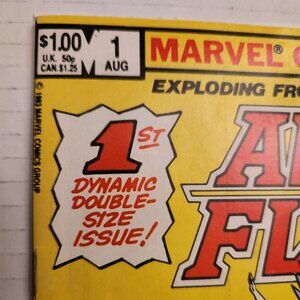 $1.00
U.K. 50p
CAN. $1.25
1
AUG
MARVEL®
EXPLODING FRO
© 1983 MARVEL COMICS GROUP
1ST
DYNAMIC
DOUBLE-
SIZE
ISSUE!
AL
FL